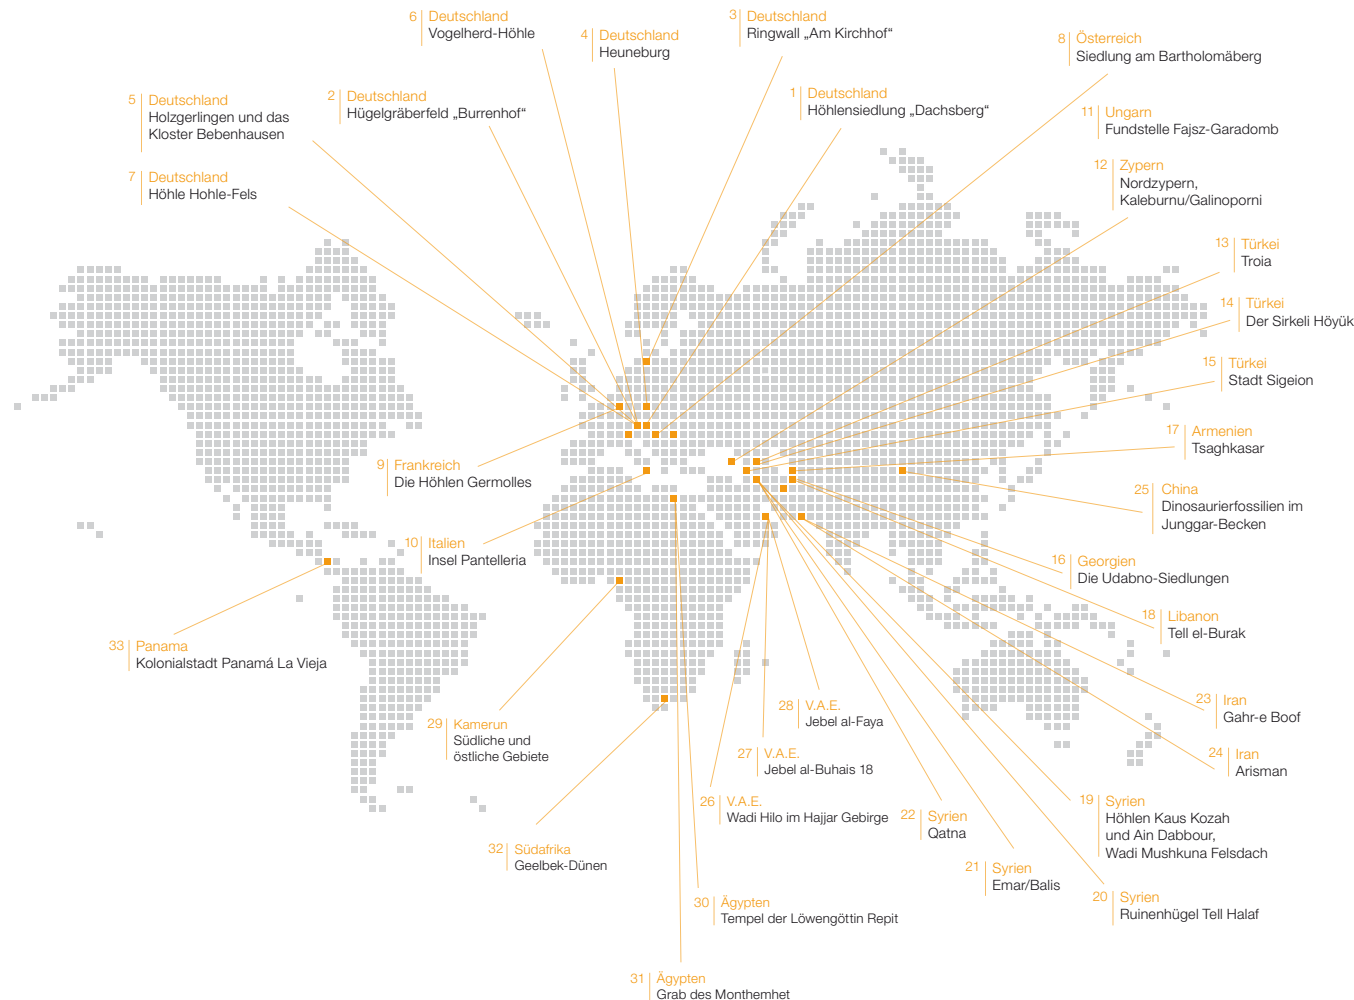 6 Deutschland
Vogelherd-Höhle
4 Deutschland
Heuneburg
3 Deutschland
Ringwall „Am Kirchhof“
8 Österreich
Siedlung am Bartholomäberg
5 Deutschland
Holzgerlingen und das
Kloster Bebenhausen
2 Deutschland
Hügelgräberfeld „Burrenhof“
1 Deutschland
Höhlensiedlung „Dachsberg“
11 Ungarn
Fundstelle Fajsz-Garadomb
7 Deutschland
Höhle Hohle-Fels
12 Zypern
Nordzypern,
Kaleburnu/Galinoporni
13 Türkei
Troia
14 Türkei
Der Sirkeli Höyük
15 Türkei
Stadt Sigeion
17 Armenien
Tsaghkasar
9 Frankreich
Die Höhlen Germolles
25 China
Dinosaurierfossilien im
Junggar-Becken
10 Italien
Insel Pantelleria
16 Georgien
Die Udabno-Siedlungen
18 Libanon
Tell el-Burak
33 Panama
Kolonialstadt Panamá La Vieja
23 Iran
Gahr-e Boof
28 V.A.E.
Jebel al-Faya
29 Kamerun
Südliche und
östliche Gebiete
27 V.A.E.
Jebel al-Buhais 18
24 Iran
Arisman
26 V.A.E.
Wadi Hilo im Hajjar Gebirge
22 Syrien
Qatna
19 Syrien
Höhlen Kaus Kozah
und Ain Dabbour,
Wadi Mushkuna Felsdach
32 Südafrika
Geelbek-Dünen
21 Syrien
Emar/Balis
30 Ägypten
Tempel der Löwengöttin Repit
20 Syrien
Ruinenhügel Tell Halaf
31 Ägypten
Grab des Monthemhet